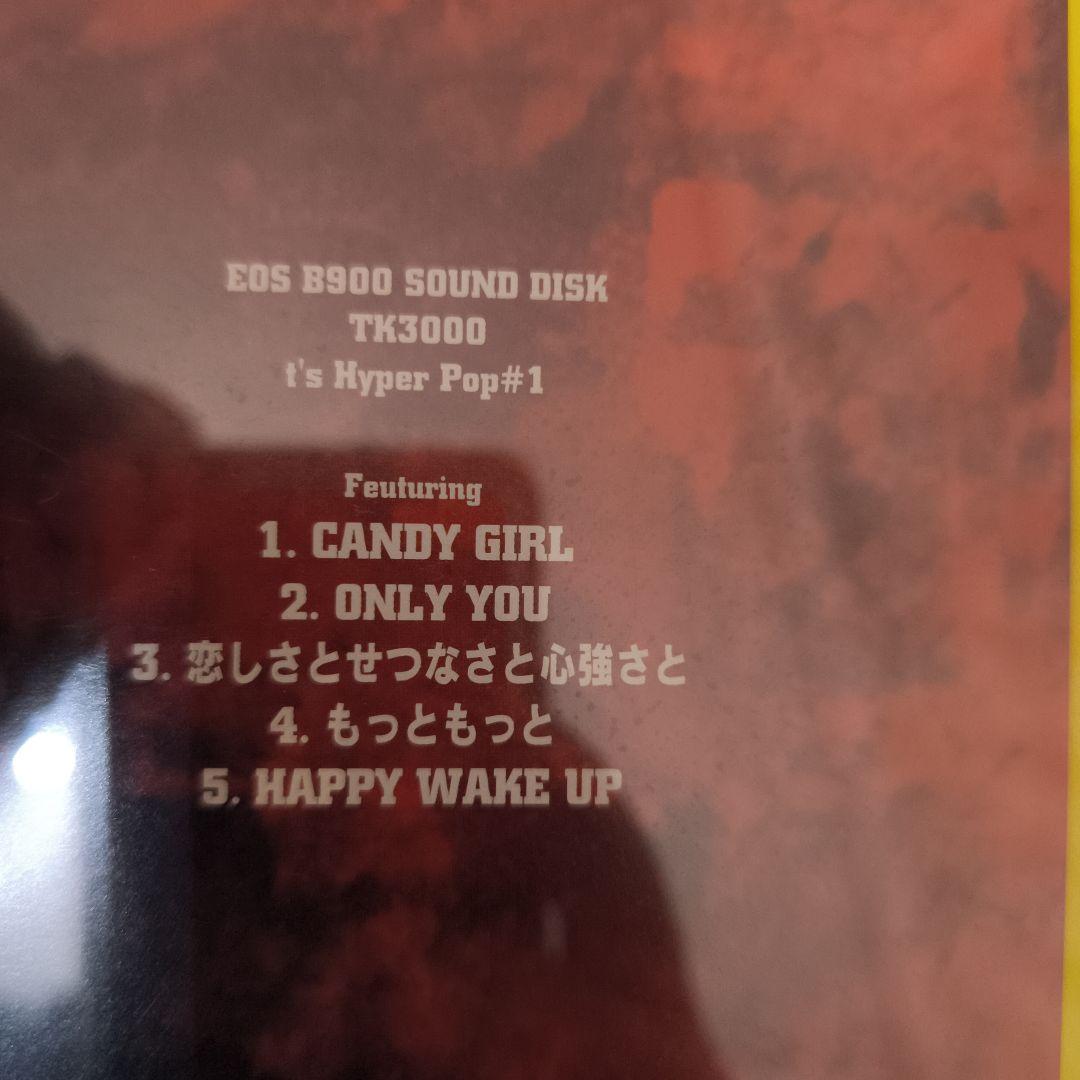 EOS B900 SOUND DISK
TK3000
t's Hyper Pop#1
Feuturing
1. CANDY GIRL
2. ONLY YOU
3. 恋しさとせつなさと心強さと
4. もっともっと
5. HAPPY WAKE UP